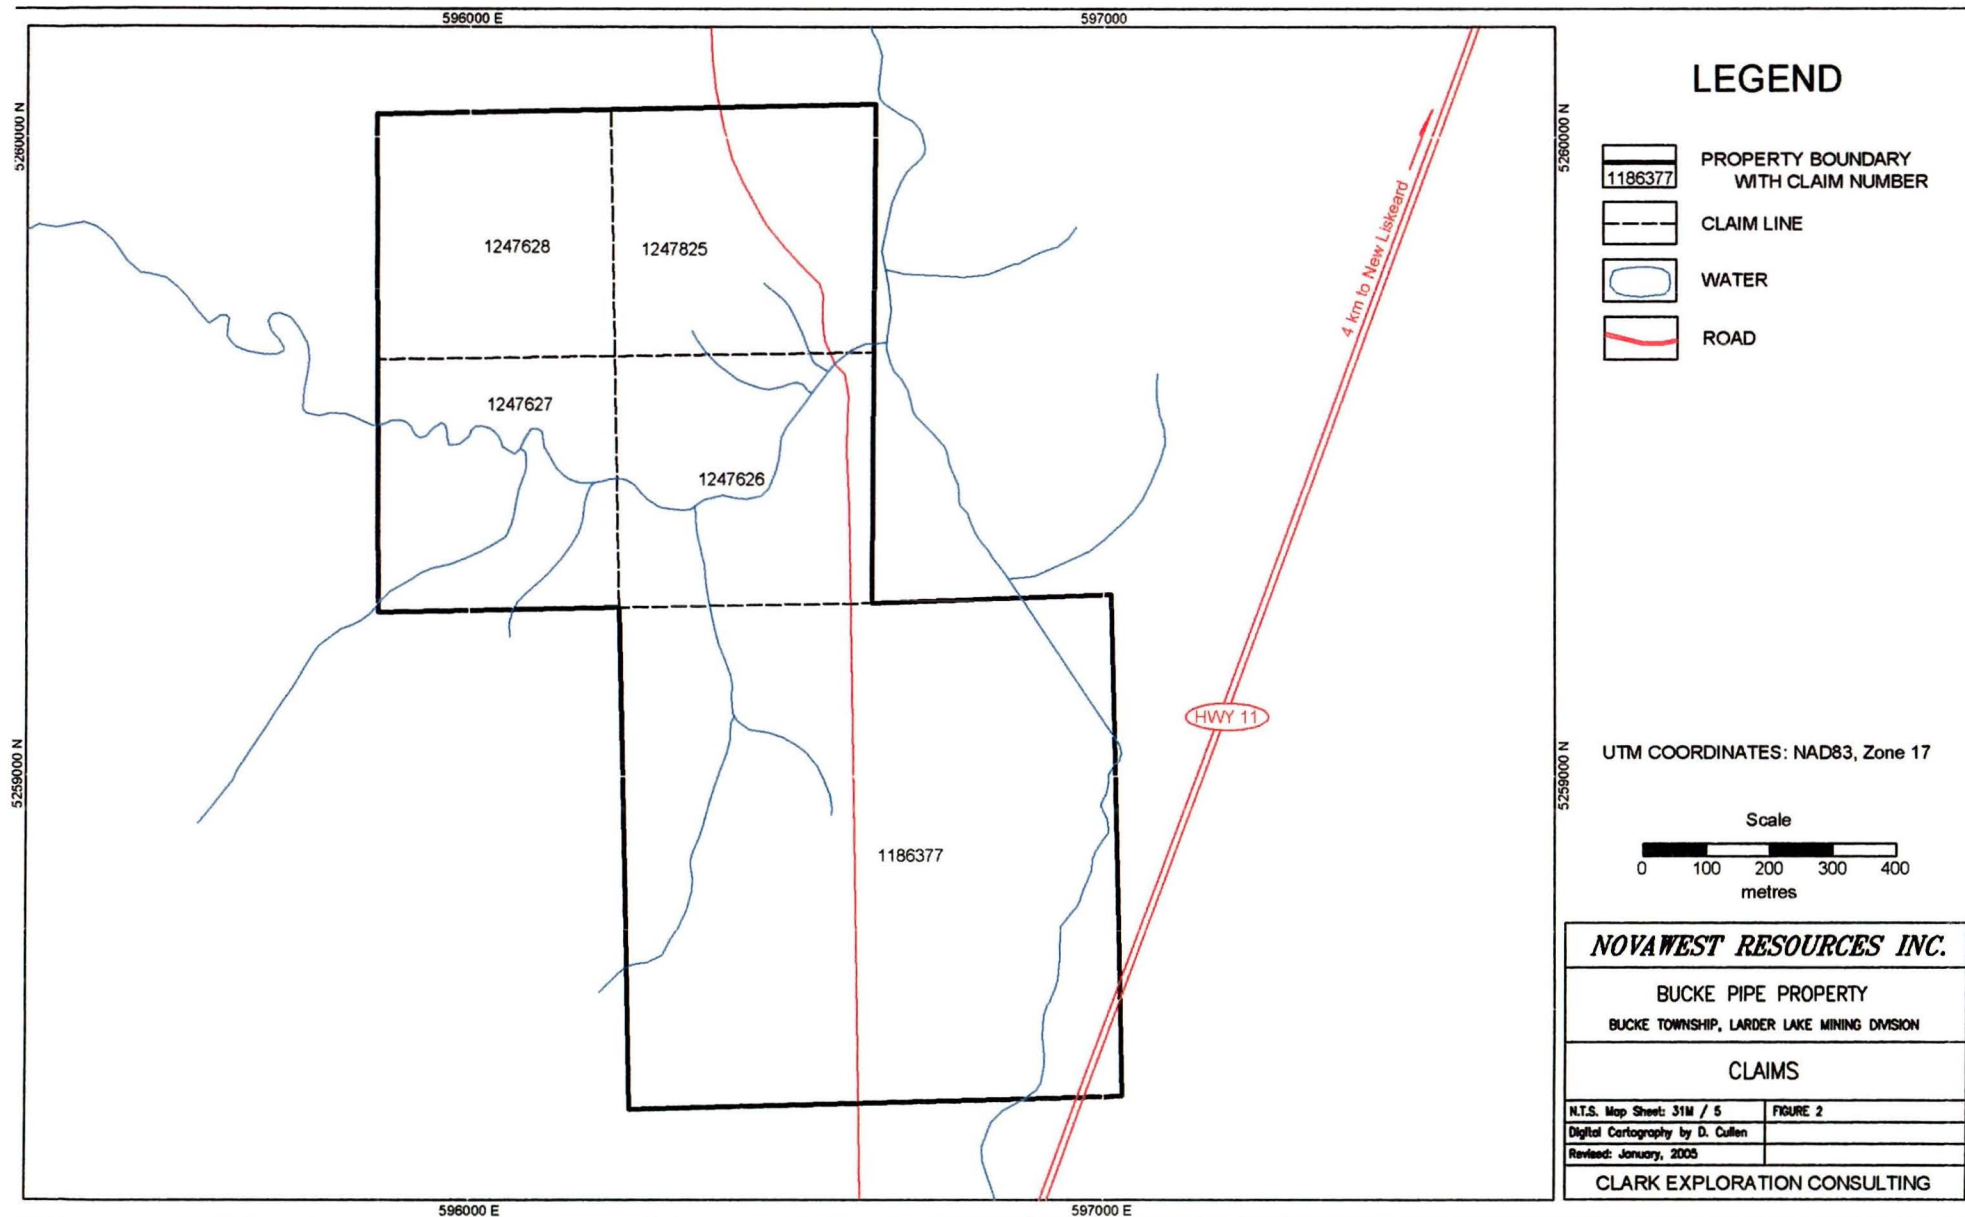 596000 E
597000
5260000 N
5260000 N
1247628
1247825
1247627
1247626
1186377
4 km to New Liskeard
HWY 11
5259000 N
5259000 N
596000 E
597000 E
LEGEND
1186377
PROPERTY BOUNDARY
WITH CLAIM NUMBER
CLAIM LINE
WATER
ROAD
UTM COORDINATES: NAD83, Zone 17
Scale
0 100 200 300 400
metres
NOVAWEST RESOURCES INC.
BUCKE PIPE PROPERTY
BUCKE TOWNSHIP, LARDER LAKE MINING DIVISION
CLAIMS
N.T.S. Map Sheet: 31M / 5
FIGURE 2
Digital Cartography by D. Cullen
Revised: January, 2005
CLARK EXPLORATION CONSULTING